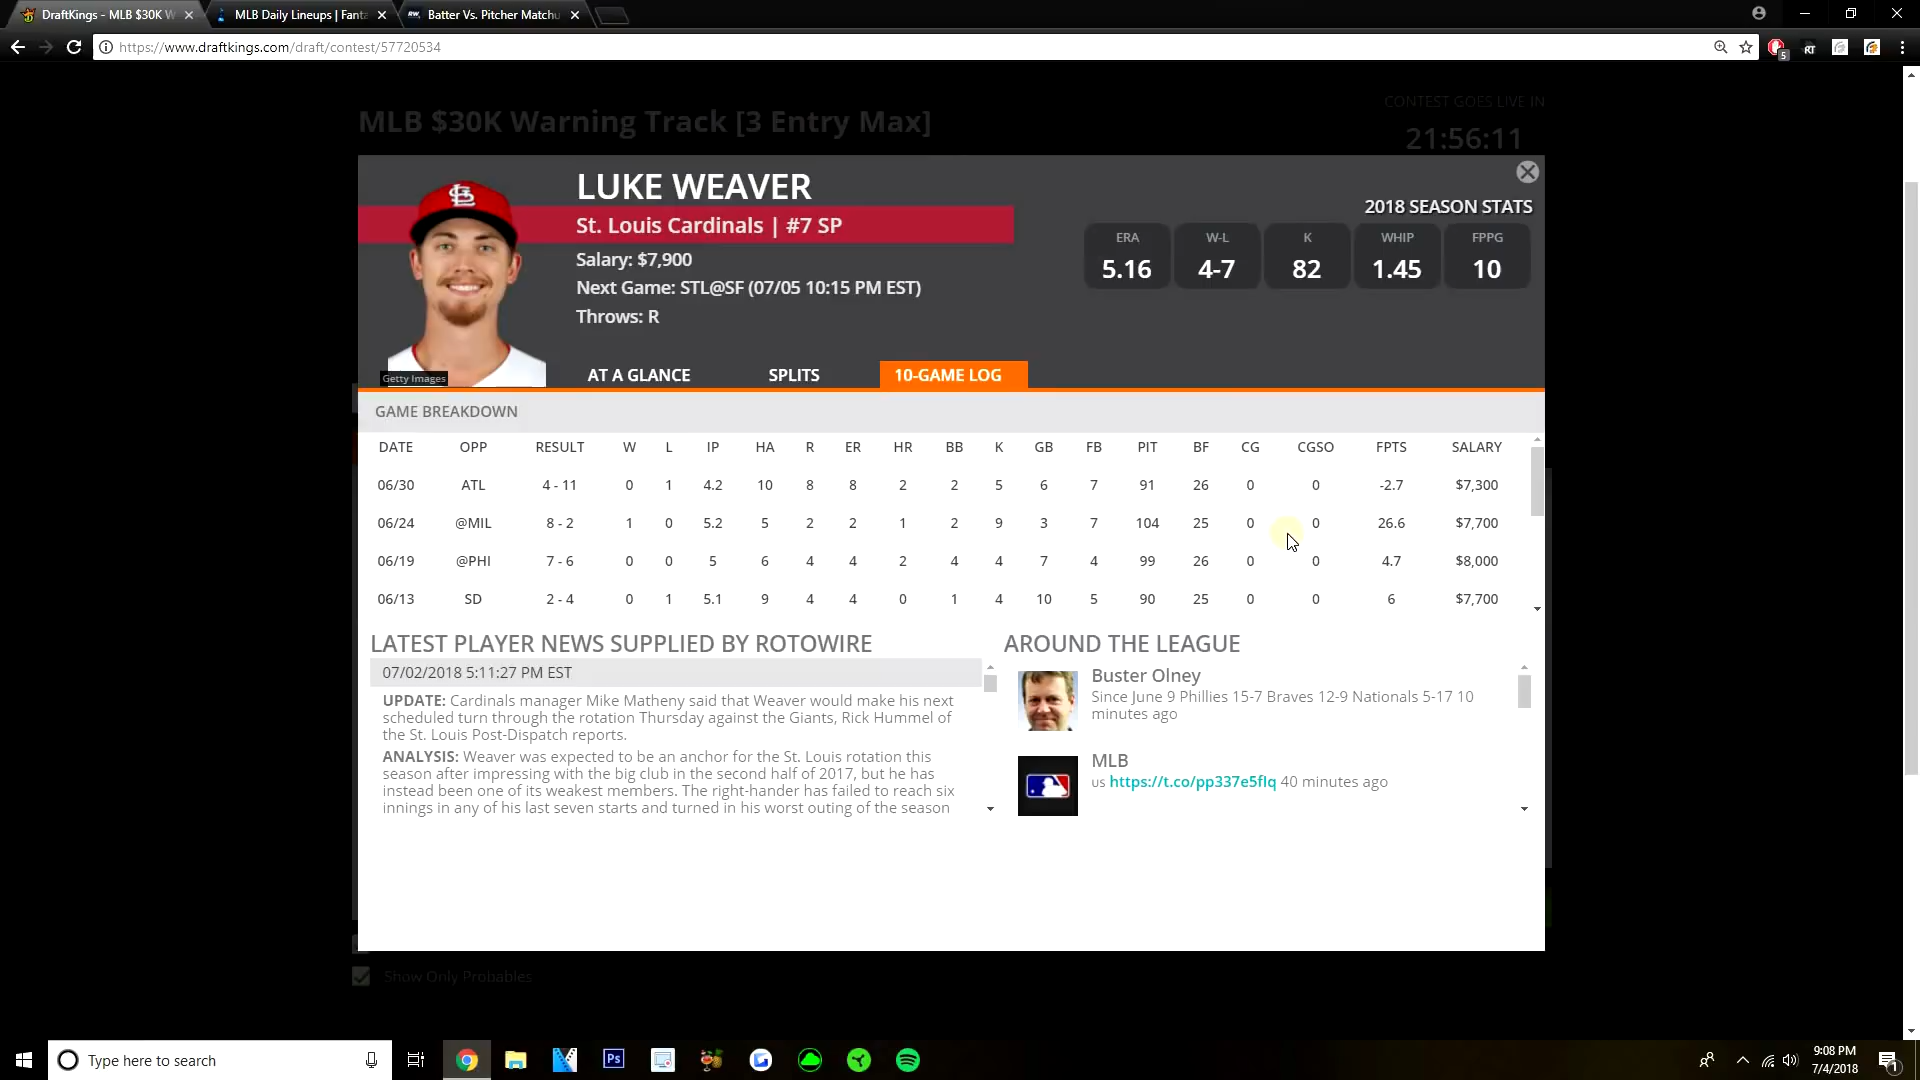 DraftKings - MLB $30K W
MLB Daily Lineups | Fanta
Batter Vs. Pitcher Matchu
https://www.draftkings.com/draft/contest/57720534
5
RT
MLB $30K Warning Track [3 Entry Max]
CONTEST GOES LIVE IN
21:56:11
LUKE WEAVER
St. Louis Cardinals | #7 SP
Salary: $7,900
Next Game: STL@SF (07/05 10:15 PM EST)
Throws: R
Getty Images
2018 SEASON STATS
ERA W-L K WHIP FPPG
5.16 4-7 82 1.45 10
AT A GLANCE SPLITS 10-GAME LOG
GAME BREAKDOWN
DATE OPP RESULT W L IP HA R ER HR BB K GB FB PIT BF CG CGSO FPTS SALARY
06/30 ATL 4 - 11 0 1 4.2 10 8 8 2 2 5 6 7 91 26 0 0 -2.7 $7,300
06/24 @MIL 8 - 2 1 0 5.2 5 2 2 1 2 9 3 7 104 25 0 0 26.6 $7,700
06/19 @PHI 7 - 6 0 0 5 6 4 4 2 4 4 7 4 99 26 0 0 4.7 $8,000
06/13 SD 2 - 4 0 1 5.1 9 4 4 0 1 4 10 5 90 25 0 0 6 $7,700
LATEST PLAYER NEWS SUPPLIED BY ROTOWIRE
07/02/2018 5:11:27 PM EST
UPDATE: Cardinals manager Mike Matheny said that Weaver would make his next
scheduled turn through the rotation Thursday against the Giants, Rick Hummel of
the St. Louis Post-Dispatch reports.
ANALYSIS: Weaver was expected to be an anchor for the St. Louis rotation this
season after impressing with the big club in the second half of 2017, but he has
instead been one of its weakest members. The right-hander has failed to reach six
innings in any of his last seven starts and turned in his worst outing of the season
AROUND THE LEAGUE
Buster Olney
Since June 9 Phillies 15-7 Braves 12-9 Nationals 5-17 10
minutes ago
MLB
us https://t.co/pp337e5fIq 40 minutes ago
Show Only Probables
Type here to search
Ps
9:08 PM
7/4/2018
1